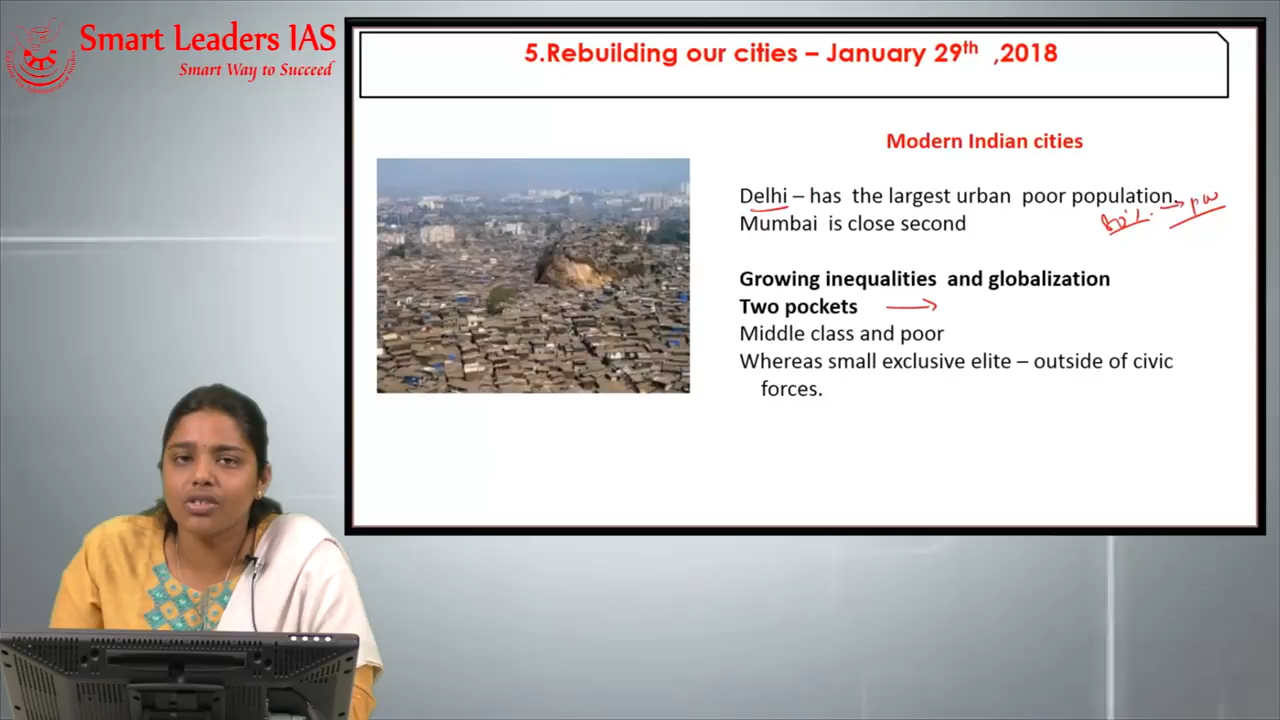 Smart Leaders IAS
Smart Way to Succeed
5.Rebuilding our cities – January 29th ,2018
Modern Indian cities
Delhi – has the largest urban poor population.
Mumbai is close second
Growing inequalities and globalization
Two pockets
Middle class and poor
Whereas small exclusive elite – outside of civic
forces.